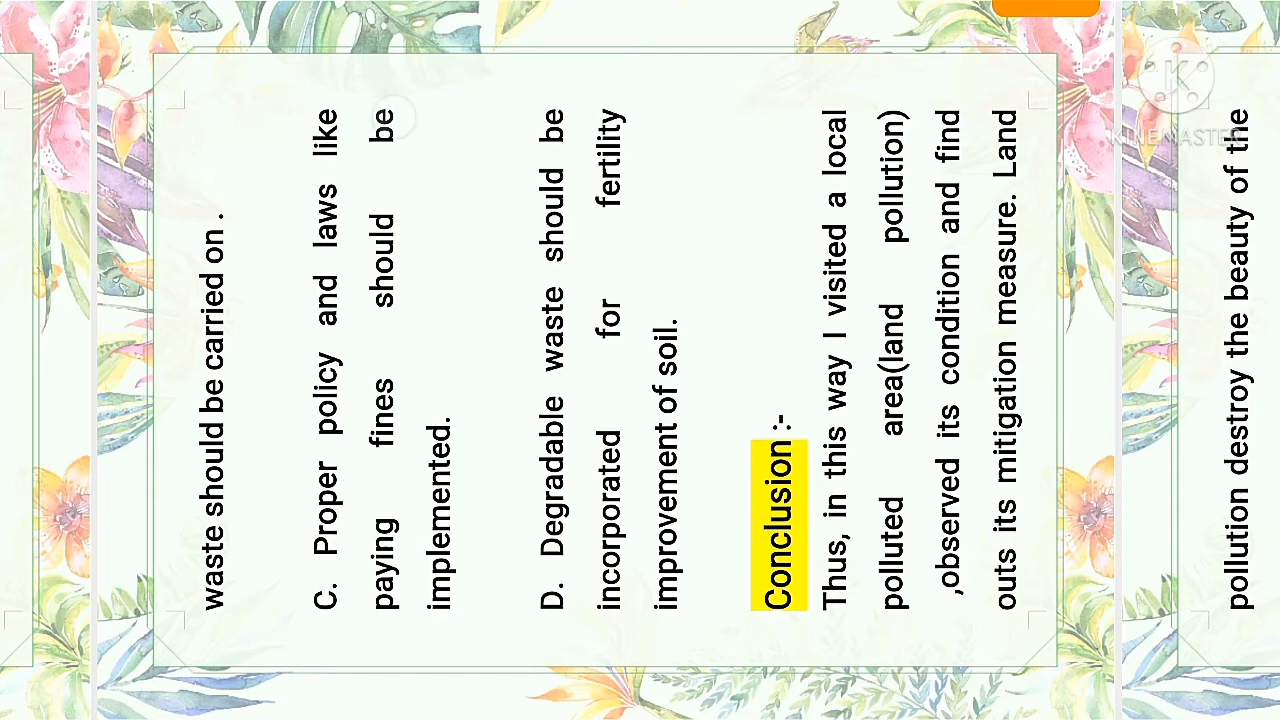 waste should be carried on .
C. Proper policy and laws like
paying fines should be
implemented.
D. Degradable waste should be
incorporated for fertility
improvement of soil.
Conclusion :-
Thus, in this way I visited a local
polluted area(land pollution)
,observed its condition and find
outs its mitigation measure. Land
pollution destroy the beauty of the
KINEMASTER